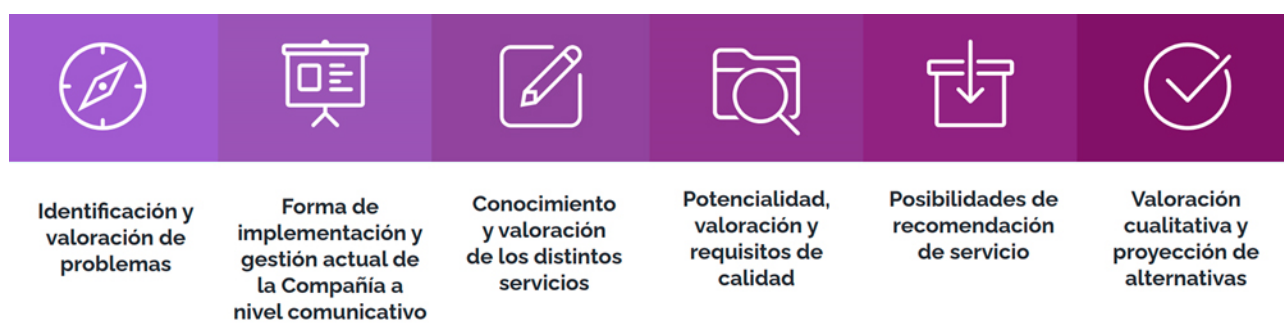 Identificación y
valoración de
problemas
Forma de
implementación y
gestión actual de
la Compañía a
nivel comunicativo
Conocimiento
y valoración
de los distintos
servicios
Potencialidad,
valoración y
requisitos de
calidad
Posibilidades de
recomendación
de servicio
Valoración
cualitativa y
proyección de
alternativas